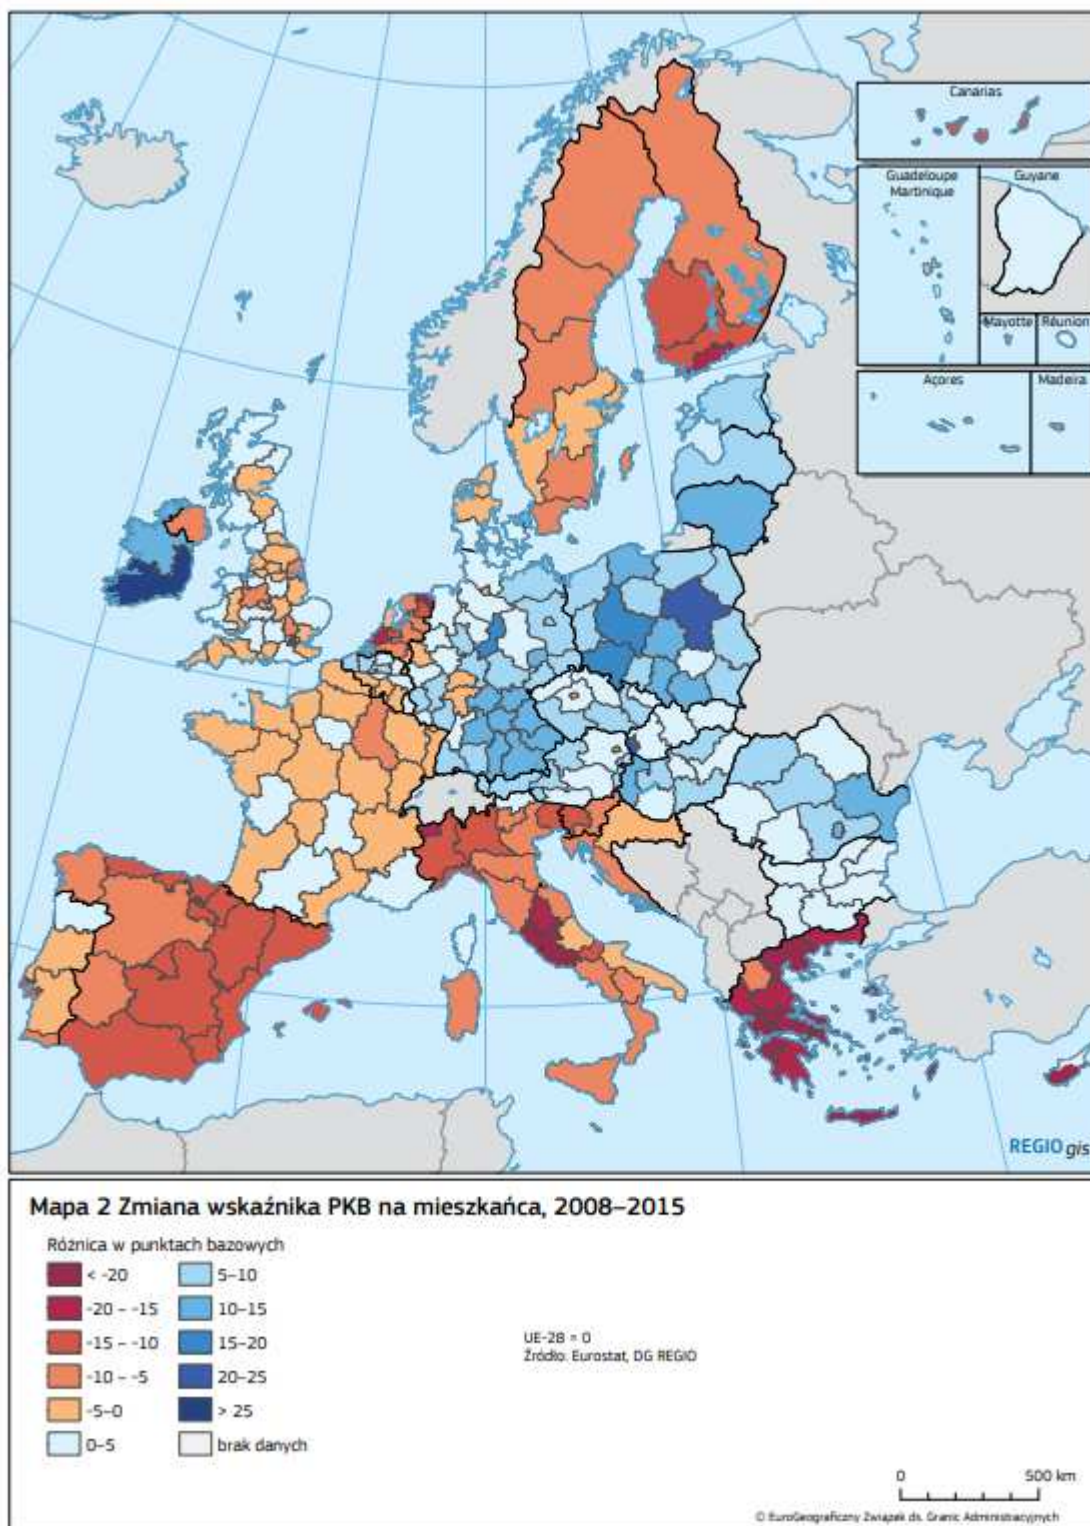 Canarias
Guadeloupe
Martinique
Guyane
Mayotte
Réunion
Açores
Madeira
REGIOgis
Mapa 2 Zmiana wskaźnika PKB na mieszkańca, 2008–2015
Różnica w punktach bazowych
< -20
-20 – -15
-15 – -10
-10 – -5
-5–0
0–5
5–10
10–15
15–20
20–25
> 25
brak danych
UE-28 = 0
Źródło: Eurostat, DG REGIO
0 500 km
© EuroGeograficzny Związek ds. Granic Administracyjnych